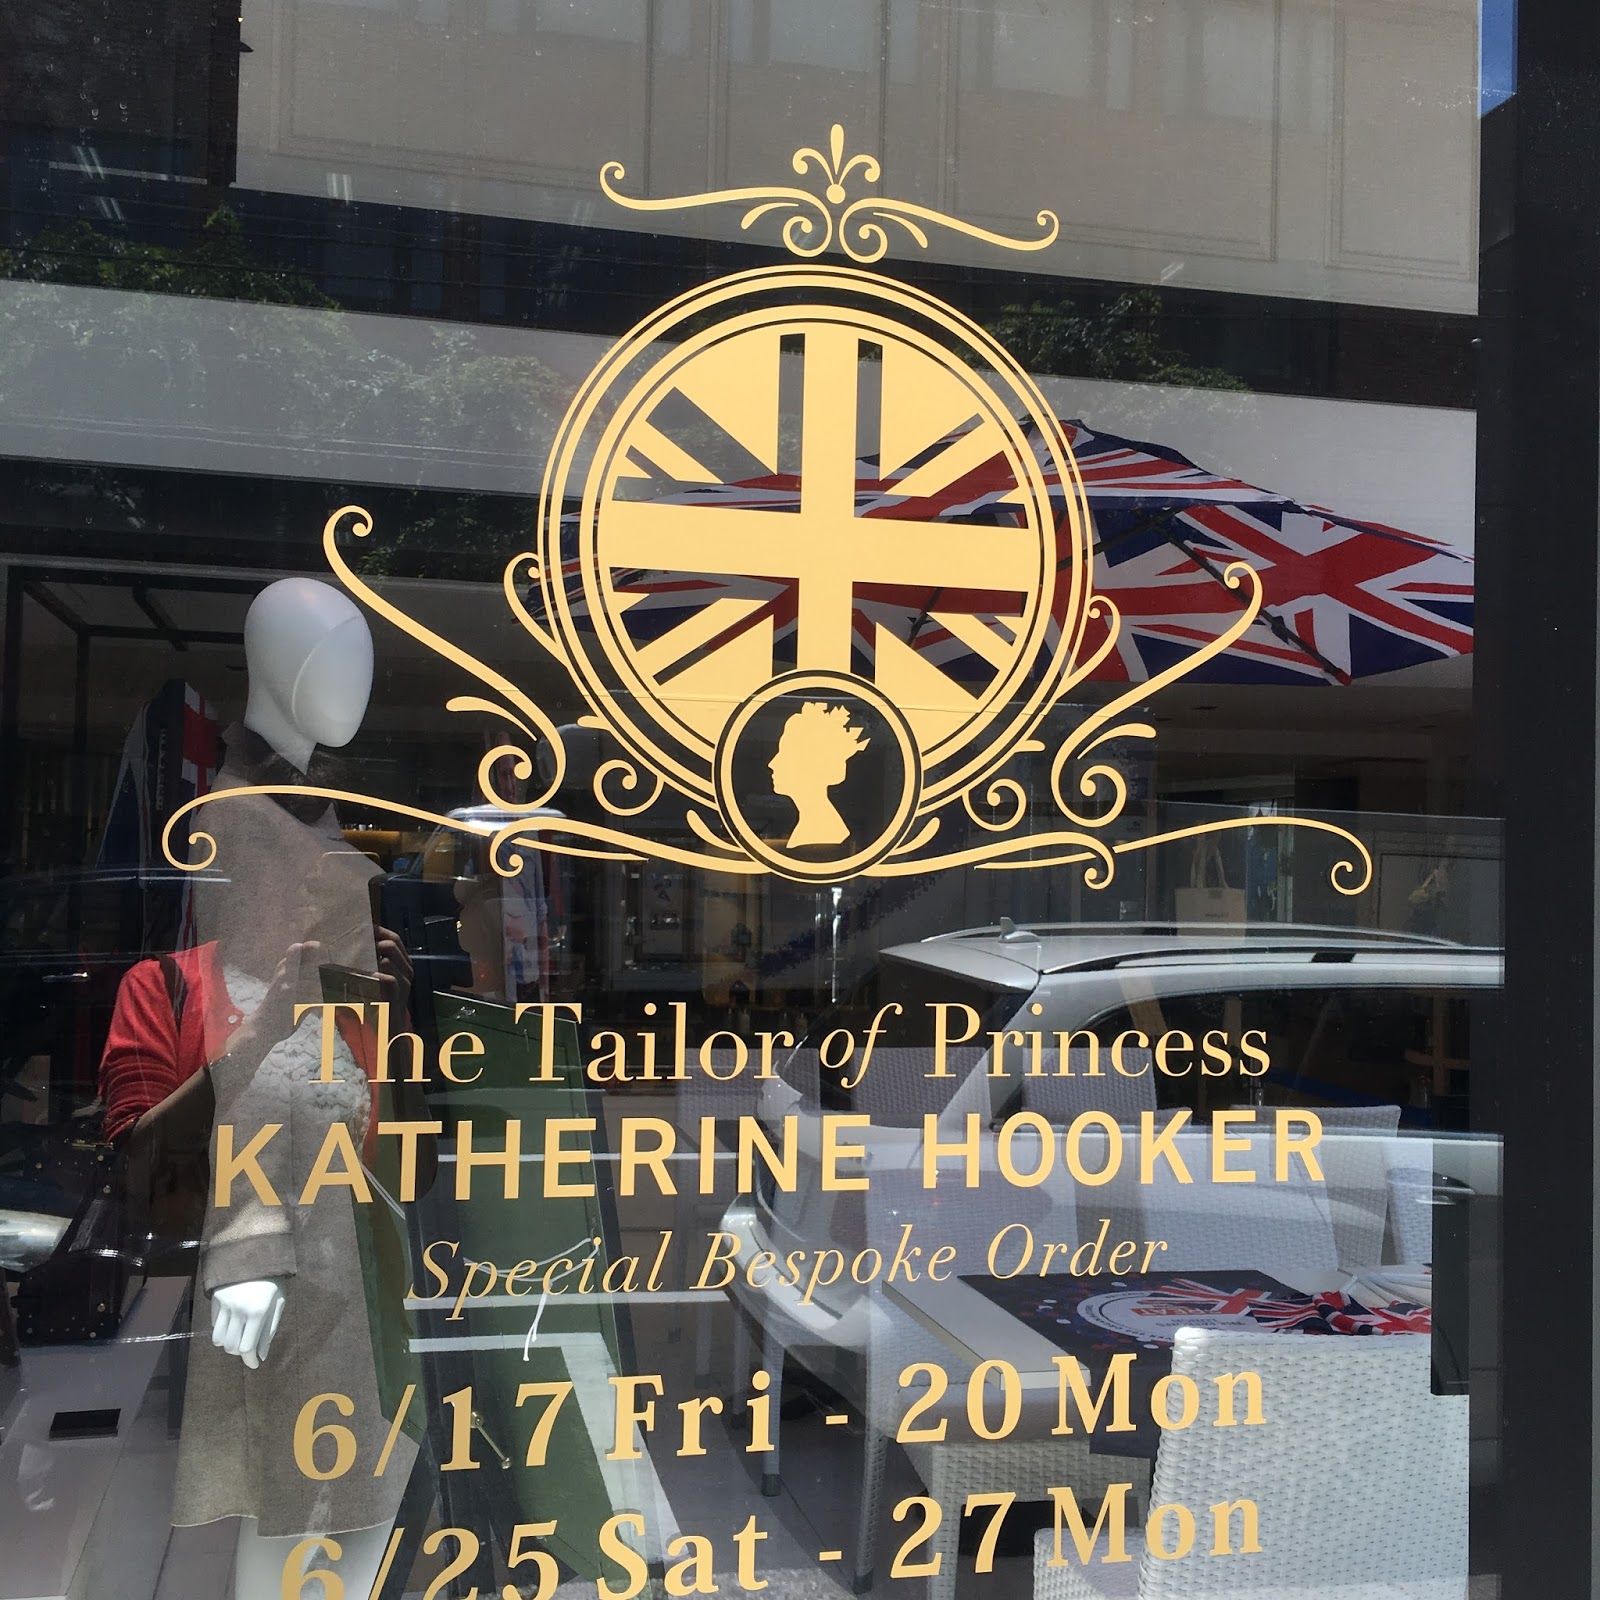 The Tailor of Princess
KATHERINE HOOKER
Special Bespoke Order
6/17 Fri - 20 Mon
6/25 Sat - 27 Mon